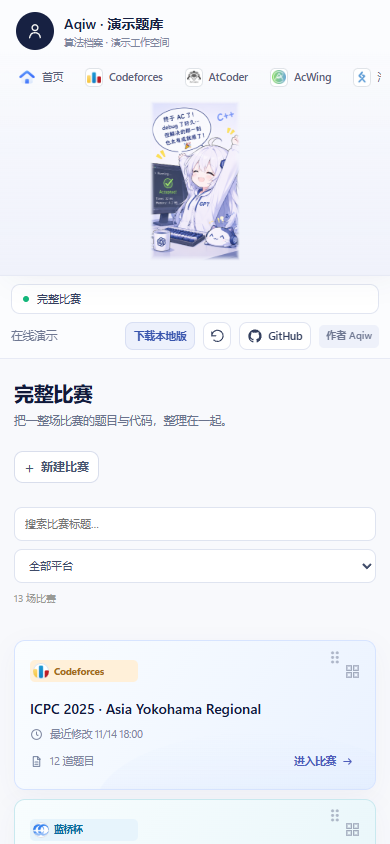 Aqiw · 演示题库
算法档案 · 演示工作空间
首页
Codeforces
AtCoder
AcWing
终于 AC 了!
debug 了好久…
但解决的那一刻
也太有成就感了!
C++
Accepted!
GPT
完整比赛
在线演示
下载本地版
GitHub
作者 Aqiw
完整比赛
把一整场比赛的题目与代码，整理在一起。
+ 新建比赛
搜索比赛标题...
全部平台
13 场比赛
Codeforces
ICPC 2025 · Asia Yokohama Regional
最近修改 11/14 18:00
12 道题目
进入比赛 →
蓝桥杯